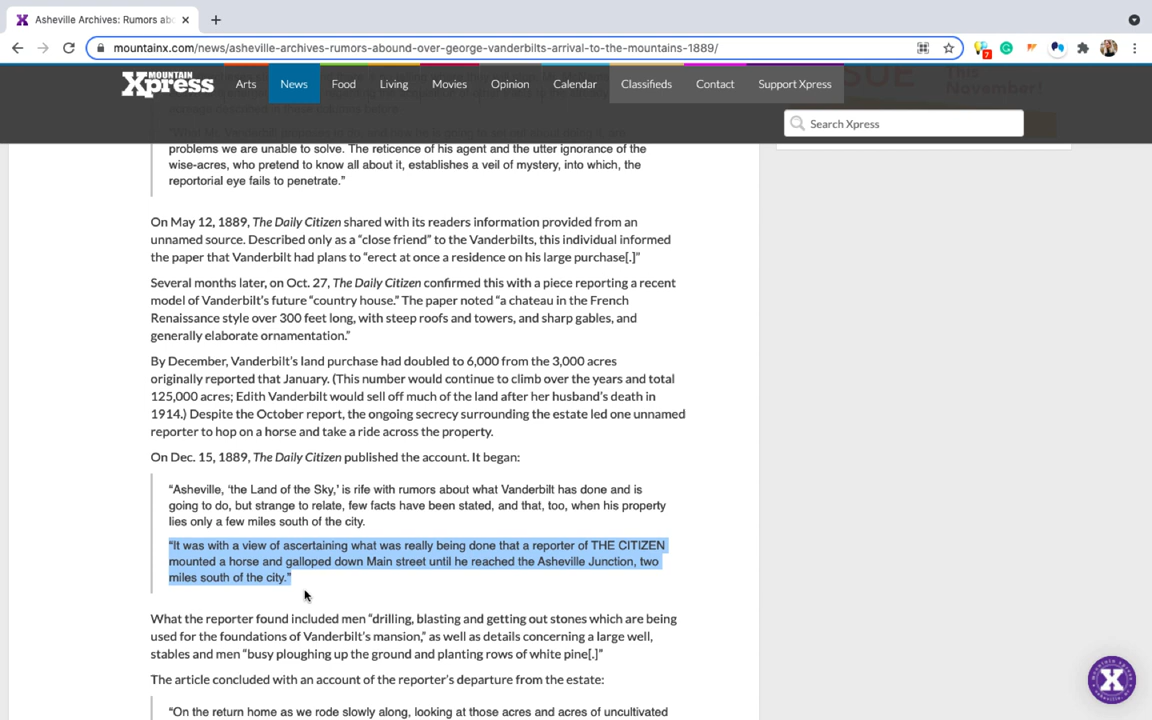 Asheville Archives: Rumors abo
mountainx.com/news/asheville-archives-rumors-abound-over-george-vanderbilts-arrival-to-the-mountains-1889/
7
MOUNTAIN
Xpress
Arts
News
Food
Living
Movies
Opinion
Calendar
Classifieds
Contact
Support Xpress
ISSUE
This
November!
Search Xpress
problems we are unable to solve. The reticence of his agent and the utter ignorance of the
wise-acres, who pretend to know all about it, establishes a veil of mystery, into which, the
reportorial eye fails to penetrate.”
On May 12, 1889, The Daily Citizen shared with its readers information provided from an
unnamed source. Described only as a “close friend” to the Vanderbilts, this individual informed
the paper that Vanderbilt had plans to “erect at once a residence on his large purchase[.]”
Several months later, on Oct. 27, The Daily Citizen confirmed this with a piece reporting a recent
model of Vanderbilt’s future “country house.” The paper noted “a chateau in the French
Renaissance style over 300 feet long, with steep roofs and towers, and sharp gables, and
generally elaborate ornamentation.”
By December, Vanderbilt’s land purchase had doubled to 6,000 from the 3,000 acres
originally reported that January. (This number would continue to climb over the years and total
125,000 acres; Edith Vanderbilt would sell off much of the land after her husband’s death in
1914.) Despite the October report, the ongoing secrecy surrounding the estate led one unnamed
reporter to hop on a horse and take a ride across the property.
On Dec. 15, 1889, The Daily Citizen published the account. It began:
“Asheville, ‘the Land of the Sky,’ is rife with rumors about what Vanderbilt has done and is
going to do, but strange to relate, few facts have been stated, and that, too, when his property
lies only a few miles south of the city.
“It was with a view of ascertaining what was really being done that a reporter of THE CITIZEN
mounted a horse and galloped down Main street until he reached the Asheville Junction, two
miles south of the city.”
What the reporter found included men “drilling, blasting and getting out stones which are being
used for the foundations of Vanderbilt’s mansion,” as well as details concerning a large well,
stables and men “busy ploughing up the ground and planting rows of white pine[.]”
The article concluded with an account of the reporter’s departure from the estate:
“On the return home as we rode slowly along, looking at those acres and acres of uncultivated